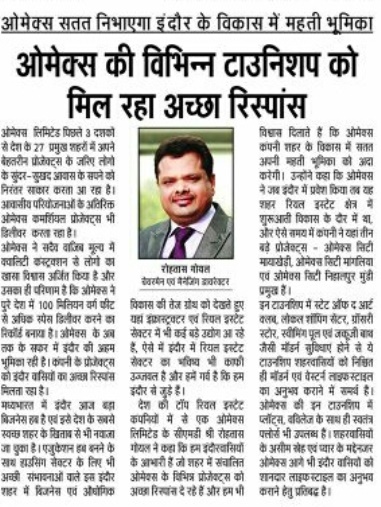 ओमेक्स सतत निभाएगा इंदौर के विकास में महती भूमिका
ओमेक्स की विभिन्न टाउनिशप को
मिल रहा अच्छा रिस्पांस
ओमेक्स लिमिटेड पिछले 3 दशकों
से देश के 27 प्रमुख शहरों में अपने
बेहतरीन प्रोजेक्ट्स के जरिए लोगों
के सुंदर-सुखद आवास के सपने को
निरंतर साकार करता आ रहा है।
आवासीय परियोजनाओं के अतिरिक्त
ओमेक्स कमर्शियल प्रोजेक्ट्स भी
डिलीवर करता रहा है।
ओमेक्स ने सदैव वाजिब मूल्य में
क्वालिटी कंस्ट्रक्शन से लोगों का
खासा विश्वास अर्जित किया है और
उसका ही परिणाम है कि ओमेक्स ने
पूरे देश में 100 मिलियन वर्ग फीट
से अधिक स्पेस डिलीवर करने का
रिकॉर्ड बनाया है। ओमेक्स के अब
तक के सफर में इंदौर की अहम
भूमिका रही है। कंपनी के प्रोजेक्ट्स
को इंदौर वासियों का अच्छा रिस्पांस
मिलता रहा है।
मध्यभारत में इंदौर आज बड़ा
बिजनेस हब है एवं इसे देश के सबसे
स्वच्छ शहर के खिताब से भी नवाजा
जा चुका है। एजुकेशन हब बनने के
साथ हाउसिंग सेक्टर के लिए भी
अच्छी संभावनाओं वाले इस इंदौर
शहर में बिजनेस एवं औद्योगिक
रोहतास गोयल
चेयरमैन एवं मैनेजिंग डायरेक्टर
विकास की तेज ग्रोथ को देखते हुए
यहां इंफ्रास्ट्रक्चर एवं रियल इस्टेट
सेक्टर में भी कई बड़े उद्योग आ रहे
हैं, ऐसे में इंदौर में रियल इस्टेट
सेक्टर का भविष्य भी काफी
उज्जवल है और हमें गर्व है कि हम
इंदौर से जुड़े हैं।
देश की टॉप रियल इस्टेट
कंपनियों में से एक ओमेक्स
लिमिटेड के सीएमडी श्री रोहतास
गोयल ने कहा कि हम इंदौरवासियों
के आभारी हैं जो शहर में संचालित
ओमेक्स के विभिन्न प्रोजेक्ट्स को
अच्छा रिस्पांस दे रहे हैं और हम भी
विश्वास दिलाते हैं कि ओमेक्स
कंपनी शहर के विकास में सतत
अपनी महती भूमिका को अदा
करेगी। उन्होंने कहा कि ओमेक्स
ने जब इंदौर में प्रवेश किया तब यह
शहर रियल इस्टेट क्षेत्र में
शुरूआती विकास के दौर में था,
और ऐसे समय में कंपनी ने यहां तीन
बड़े प्रोजेक्ट्स - ओमेक्स सिटी
मायाखेड़ी, ओमेक्स सिटी मांगलिया
एवं ओमेक्स सिटी निहालपुर मुंडी
प्रमुख है।
इन टाउनशिप में स्टेट ऑफ द आर्ट
क्लब, लोकल शॉपिंग सेंटर, ग्रॉसरी
स्टोर, स्वीमिंग पूल एवं जकूजी बाथ
जैसी मॉडर्न सुविधाएं होने से ये
टाउनशिप शहरवासियों को निश्चित
ही मॉडर्न एवं वेस्टर्न लाइफ-स्टाइल
का अनुभव कराने में समर्थ है।
ओमेक्स की इन टाउनशिप में
प्लॉट्स, विलेज के साथ ही स्वतंत्र
फ्लोर्स भी उपलब्ध है। शहरवासियों
के असीम स्नेह एवं प्यार के मद्देनजर
ओमेक्स आगे भी इंदौर वासियों को
शानदार लाइफ-स्टाइल का अनुभव
कराने हेतु प्रतिबद्ध है।